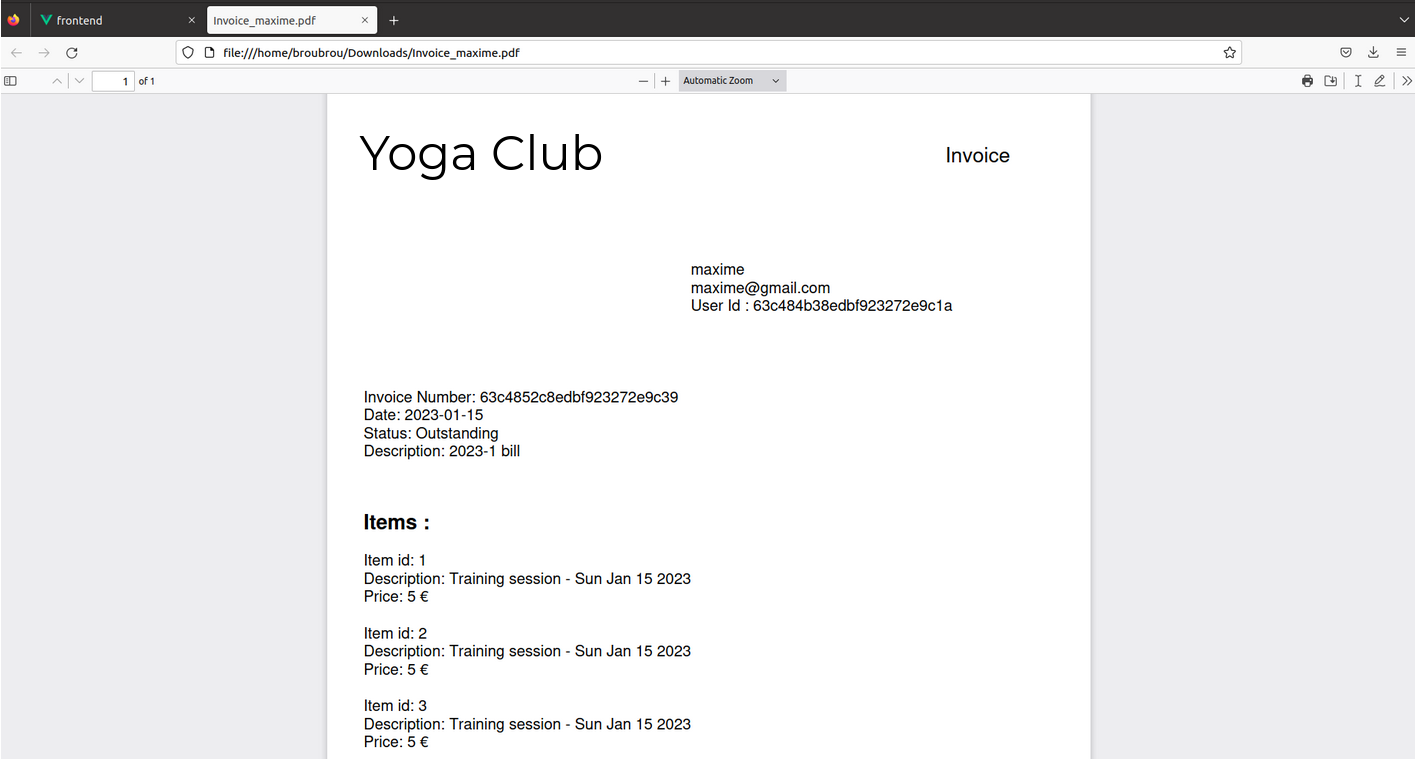 frontend
Invoice_maxime.pdf
file:///home/broubrou/Downloads/Invoice_maxime.pdf
1 of 1
Automatic Zoom
Yoga Club
Invoice
maxime
maxime@gmail.com
User Id : 63c484b38edbf923272e9c1a
Invoice Number: 63c4852c8edbf923272e9c39
Date: 2023-01-15
Status: Outstanding
Description: 2023-1 bill
Items :
Item id: 1
Description: Training session - Sun Jan 15 2023
Price: 5 €
Item id: 2
Description: Training session - Sun Jan 15 2023
Price: 5 €
Item id: 3
Description: Training session - Sun Jan 15 2023
Price: 5 €